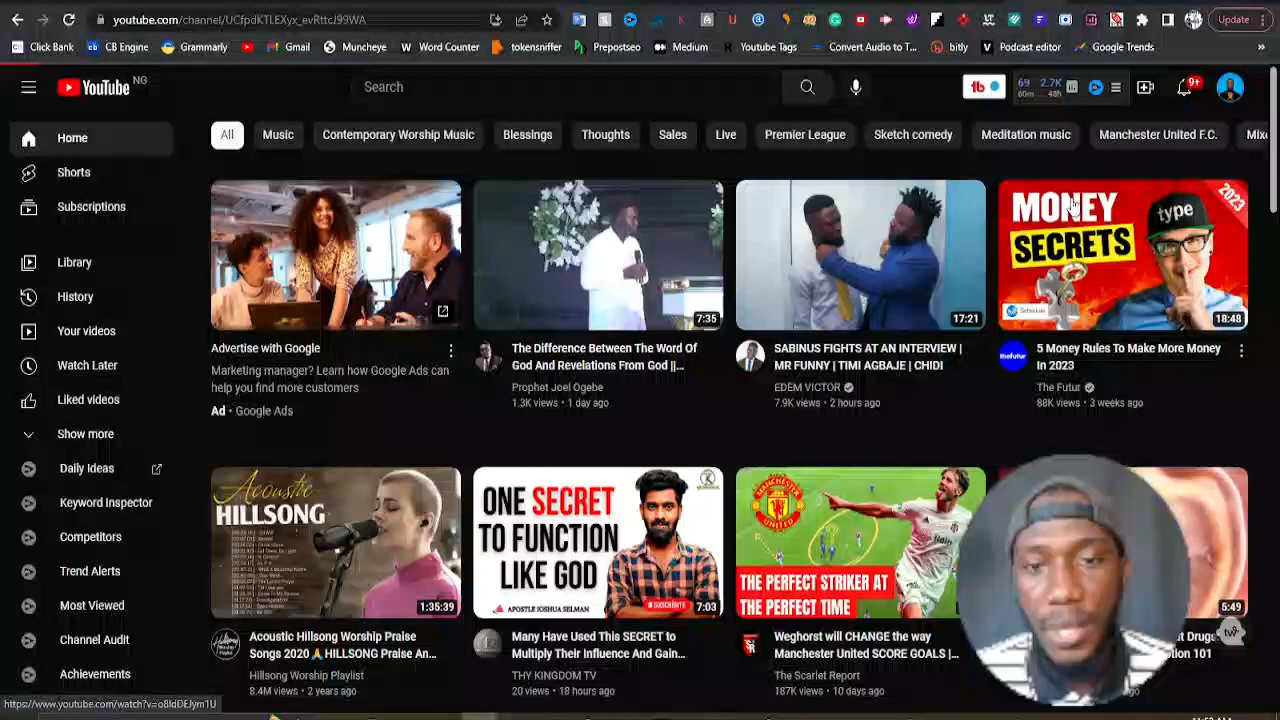 youtube.com/channel/UCfpdKTLEXyx_evRttcJ99WA
Update
Click Bank
CB Engine
Grammarly
Gmail
Muncheye
Word Counter
tokensniffer
Prepostseo
Medium
Youtube Tags
Convert Audio to T...
bitly
Podcast editor
Google Trends
YouTube NG
Search
69 2.7K
60m 48h
9+
All
Music
Contemporary Worship Music
Blessings
Thoughts
Sales
Live
Premier League
Sketch comedy
Meditation music
Manchester United F.C.
Mixe
Home
Shorts
Subscriptions
Library
History
Your videos
Watch Later
Liked videos
Show more
Daily Ideas
Keyword Inspector
Competitors
Trend Alerts
Most Viewed
Channel Audit
Achievements
Advertise with Google
Marketing manager? Learn how Google Ads can
help you find more customers
Ad • Google Ads
7:35
The Difference Between The Word Of
God And Revelations From God ||...
Prophet Joel Ogebe
1.3K views • 1 day ago
17:21
SABINUS FIGHTS AT AN INTERVIEW |
MR FUNNY | TIMI AGBAJE | CHIDI
EDEM VICTOR
7.9K views • 2 hours ago
MONEY
SECRETS
2023
type
18:48
thefutur
5 Money Rules To Make More Money
In 2023
The Futur
88K views • 3 weeks ago
Acoustic
HILLSONG
1:35:39
Acoustic Hillsong Worship Praise
Songs 2020 🙏 HILLSONG Praise An...
Hillsong Worship Playlist
8.4M views • 2 years ago
ONE SECRET
TO FUNCTION
LIKE GOD
APOSTLE JOSHUA SELMAN
SUBSCRIBE
7:03
Many Have Used This SECRET to
Multiply Their Influence And Gain...
THY KINGDOM TV
20 views • 18 hours ago
MANCHESTER
UNITED
THE PERFECT STRIKER AT
THE PERFECT TIME
Weghorst will CHANGE the way
Manchester United SCORE GOALS |...
The Scarlet Report
187K views • 10 days ago
5:49